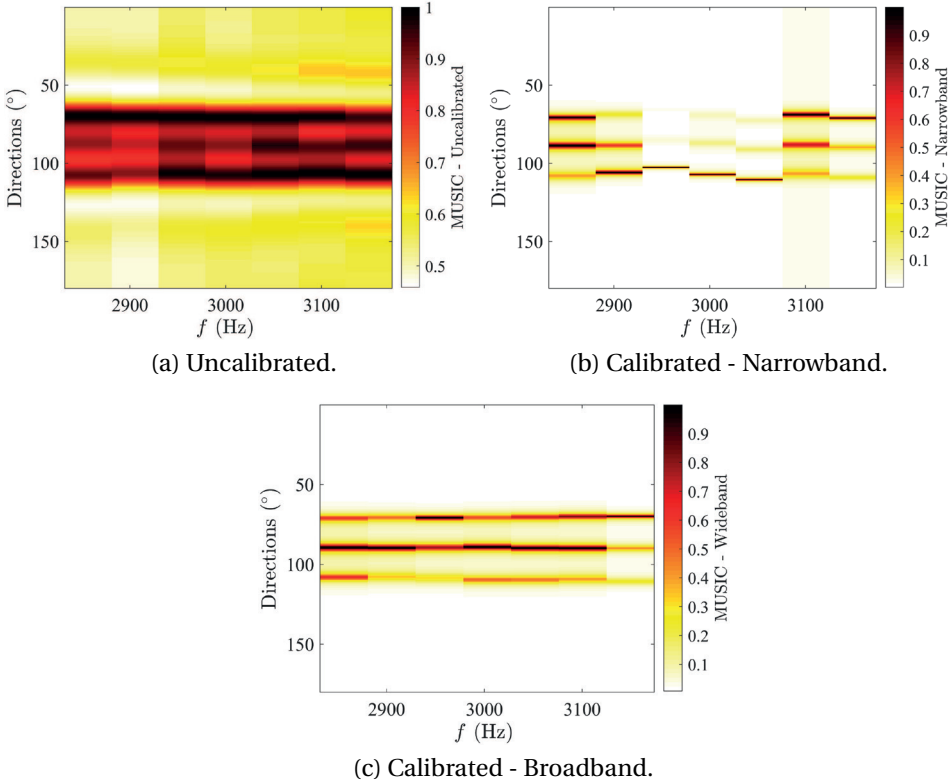 50
100
150
Directions (°)
2900 3000 3100
f (Hz)
1
0.9
0.8
0.7
0.6
0.5
MUSIC - Uncalibrated
(a) Uncalibrated.
50
100
150
Directions (°)
2900 3000 3100
f (Hz)
0.9
0.8
0.7
0.6
0.5
0.4
0.3
0.2
0.1
MUSIC - Narrowband
(b) Calibrated - Narrowband.
50
100
150
Directions (°)
2900 3000 3100
f (Hz)
0.9
0.8
0.7
0.6
0.5
0.4
0.3
0.2
0.1
MUSIC - Wideband
(c) Calibrated - Broadband.